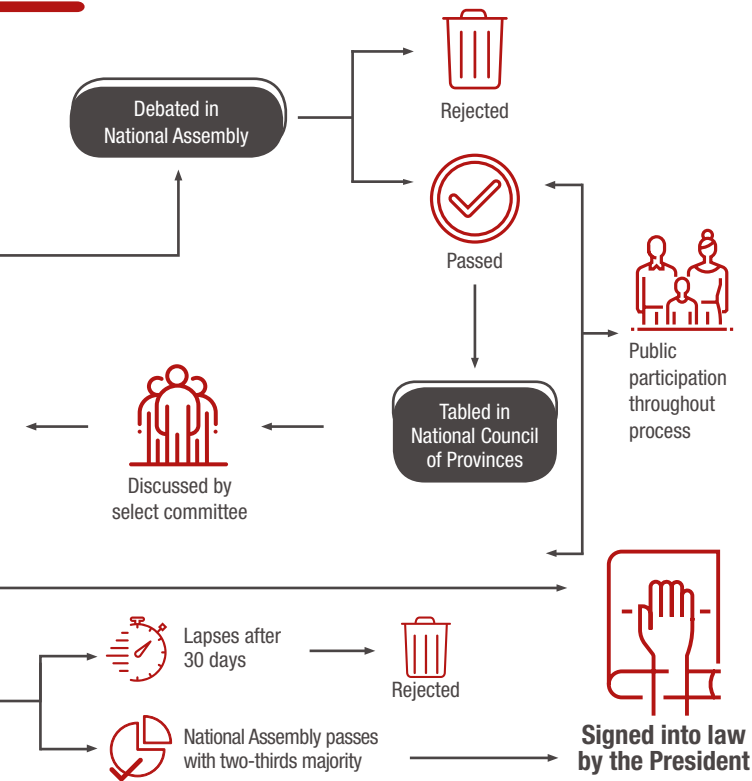 Debated in
National Assembly
Rejected
Passed
Public
participation
throughout
process
Tabled in
National Council
of Provinces
Discussed by
select committee
Lapses after
30 days
Rejected
National Assembly passes
with two-thirds majority
Signed into law
by the President